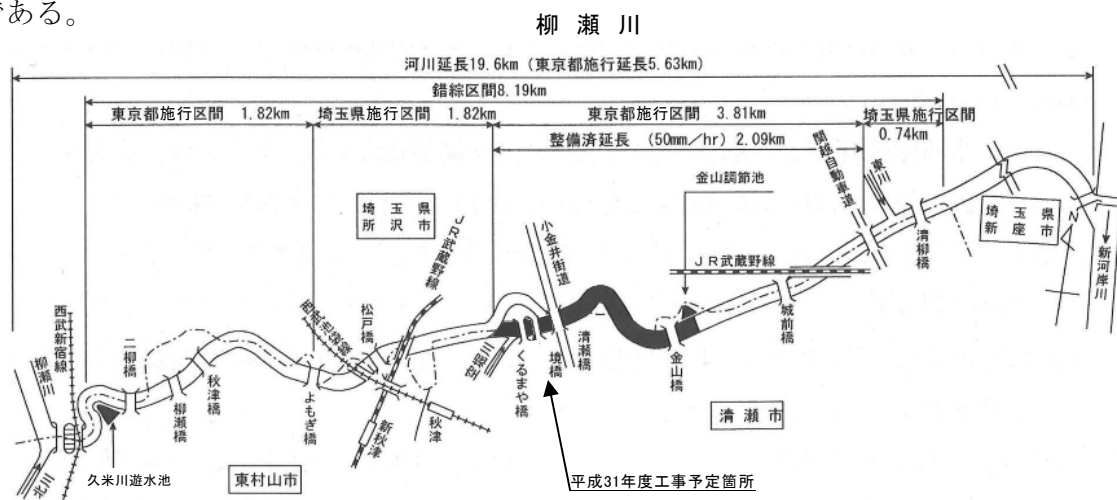 である。
柳瀬川
河川延長19.6km（東京都施行延長5.63km）
錯綜区間8.19km
東京都施行区間　1.82km
埼玉県施行区間　1.82km
東京都施行区間　3.81km
埼玉県施行区間
0.74km
整備済延長　(50mm／hr) 2.09km
関越自動車道
東川
金山調節池
埼玉県
所沢市
JR武蔵野線
小金井街道
埼玉県
新座市
清柳橋
新河岸川
JR武蔵野線
西武新宿線
二柳橋
西武池袋線
松戸橋
城前橋
柳瀬川
柳瀬橋
秋津橋
よもぎ橋
新秋津
秋津
空堀川
くるまや橋
境橋
清瀬橋
金山橋
清瀬市
北川
久米川遊水池
東村山市
平成31年度工事予定箇所